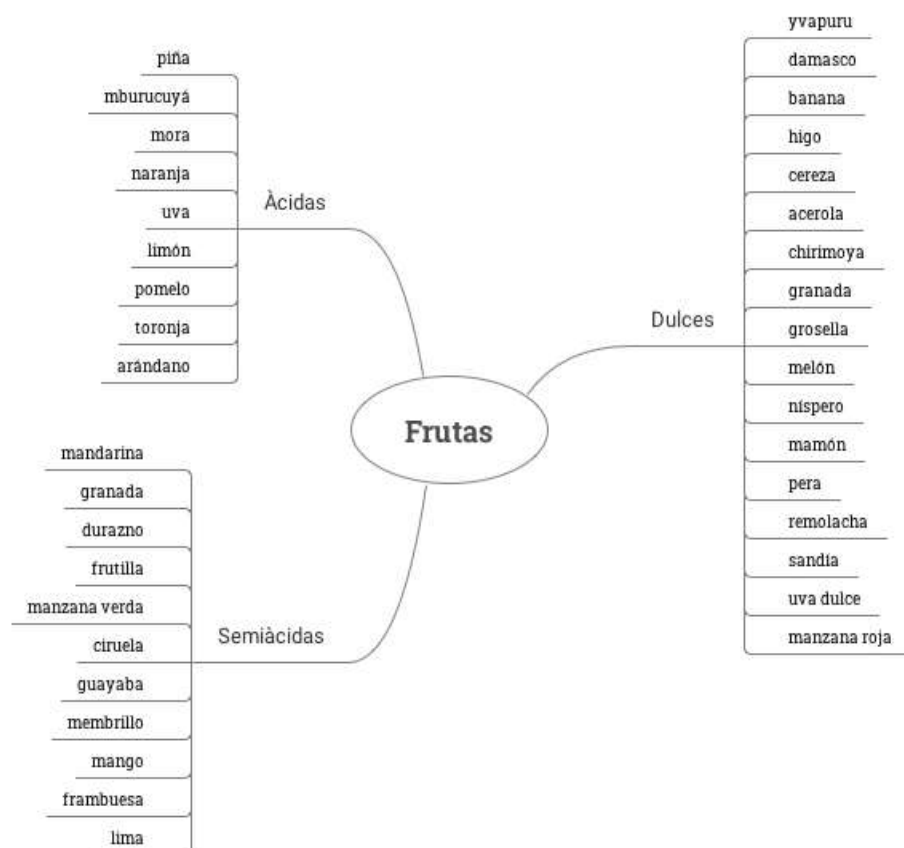 Frutas
Àcidas
piña
mburucuyá
mora
naranja
uva
limón
pomelo
toronja
arándano
Semiàcidas
mandarina
granada
durazno
frutilla
manzana verda
ciruela
guayaba
membrillo
mango
frambuesa
lima
Dulces
yvapuru
damasco
banana
higo
cereza
acerola
chirimoya
granada
grosella
melón
níspero
mamón
pera
remolacha
sandía
uva dulce
manzana roja